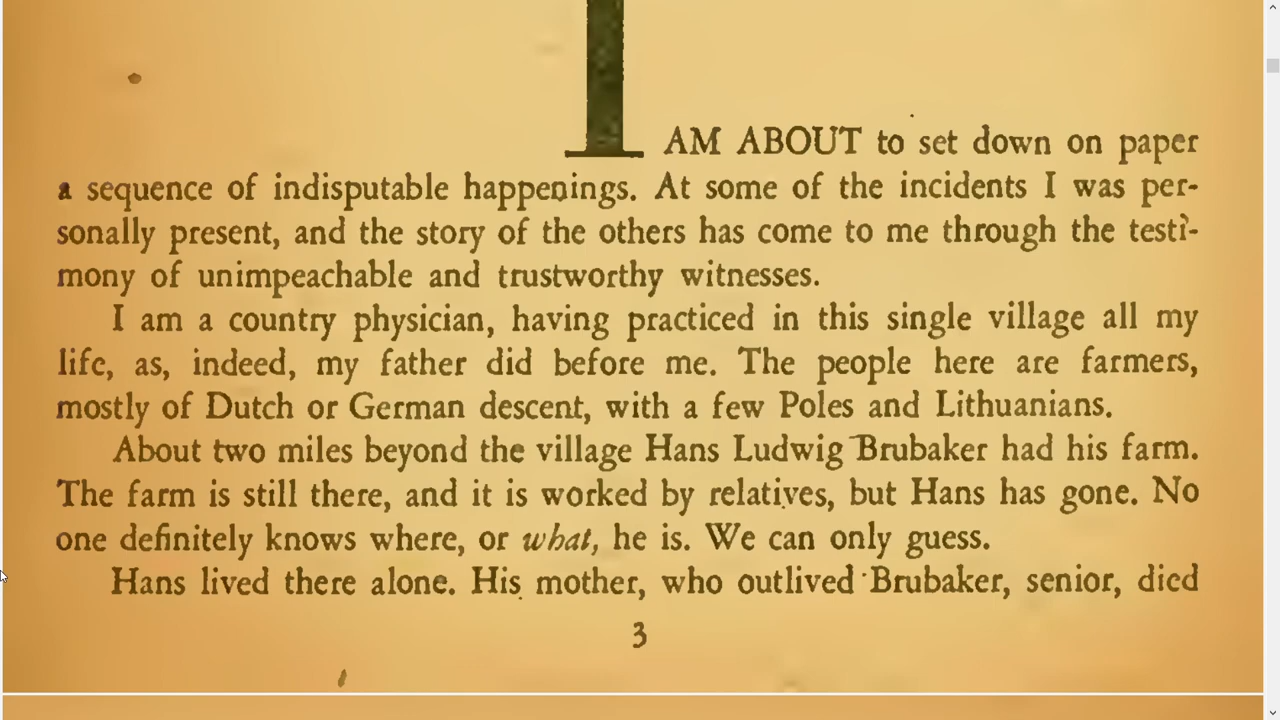 I AM ABOUT to set down on paper
a sequence of indisputable happenings. At some of the incidents I was per-
sonally present, and the story of the others has come to me through the testi-
mony of unimpeachable and trustworthy witnesses.
I am a country physician, having practiced in this single village all my
life, as, indeed, my father did before me. The people here are farmers,
mostly of Dutch or German descent, with a few Poles and Lithuanians.
About two miles beyond the village Hans Ludwig Brubaker had his farm.
The farm is still there, and it is worked by relatives, but Hans has gone. No
one definitely knows where, or what, he is. We can only guess.
Hans lived there alone. His mother, who outlived Brubaker, senior, died
3